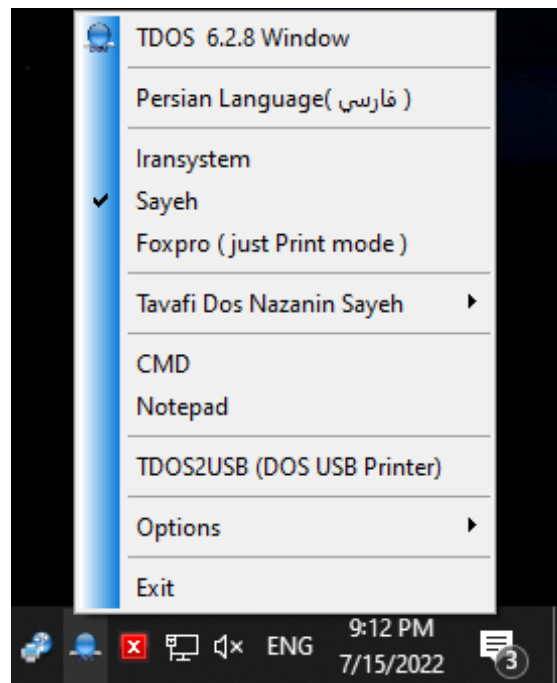 TDOS 6.2.8 Window
Persian Language( فارسي )
Iransystem
Sayeh
Foxpro ( just Print mode )
Tavafi Dos Nazanin Sayeh
CMD
Notepad
TDOS2USB (DOS USB Printer)
Options
Exit
ENG
9:12 PM
7/15/2022
3